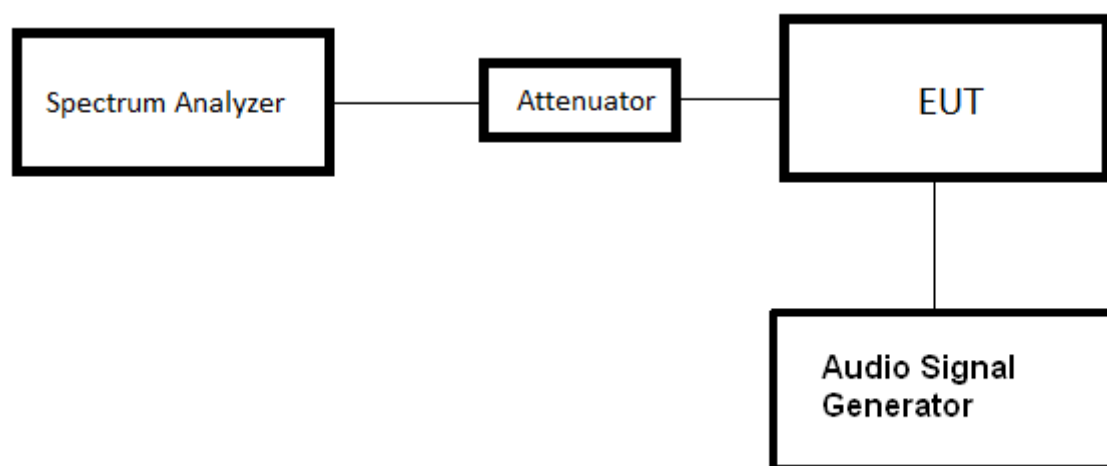 Spectrum Analyzer
Attenuator
EUT
Audio Signal
Generator